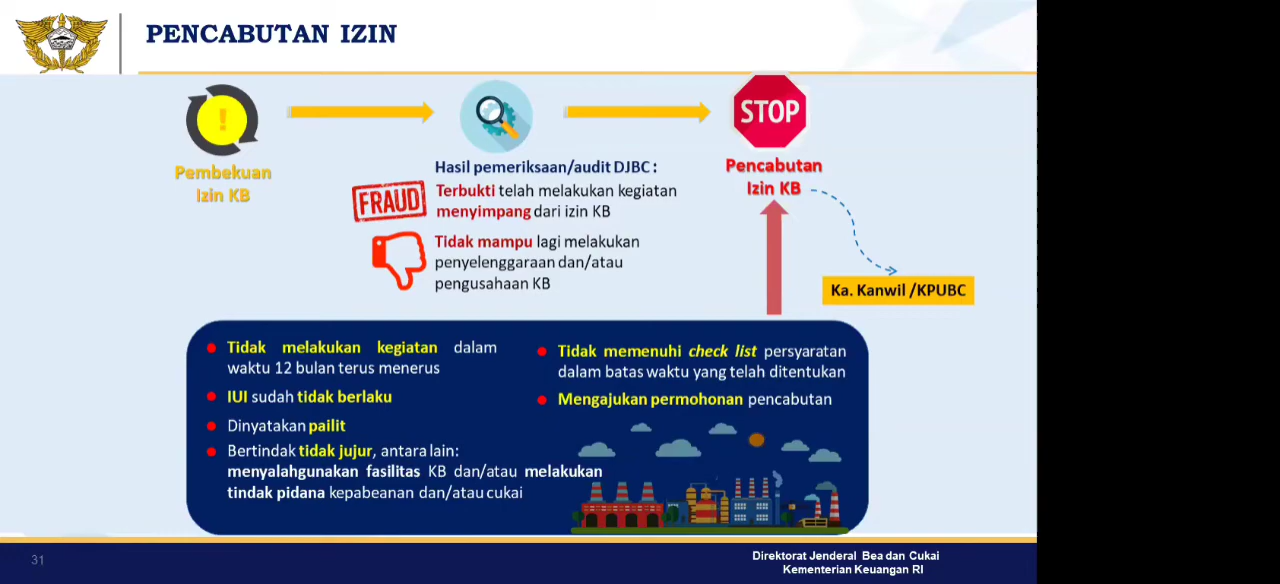 PENCABUTAN IZIN
!
STOP
Pembekuan
Izin KB
Hasil pemeriksaan/audit DJBC :
FRAUD
Terbukti telah melakukan kegiatan
menyimpang dari izin KB
Tidak mampu lagi melakukan
penyelenggaraan dan/atau
pengusahaan KB
Pencabutan
Izin KB
Ka. Kanwil /KPUBC
Tidak melakukan kegiatan dalam
waktu 12 bulan terus menerus
IUI sudah tidak berlaku
Dinyatakan pailit
Bertindak tidak jujur, antara lain:
menyalahgunakan fasilitas KB dan/atau melakukan
tindak pidana kepabeanan dan/atau cukai
Tidak memenuhi check list persyaratan
dalam batas waktu yang telah ditentukan
Mengajukan permohonan pencabutan
31
Direktorat Jenderal Bea dan Cukai
Kementerian Keuangan RI